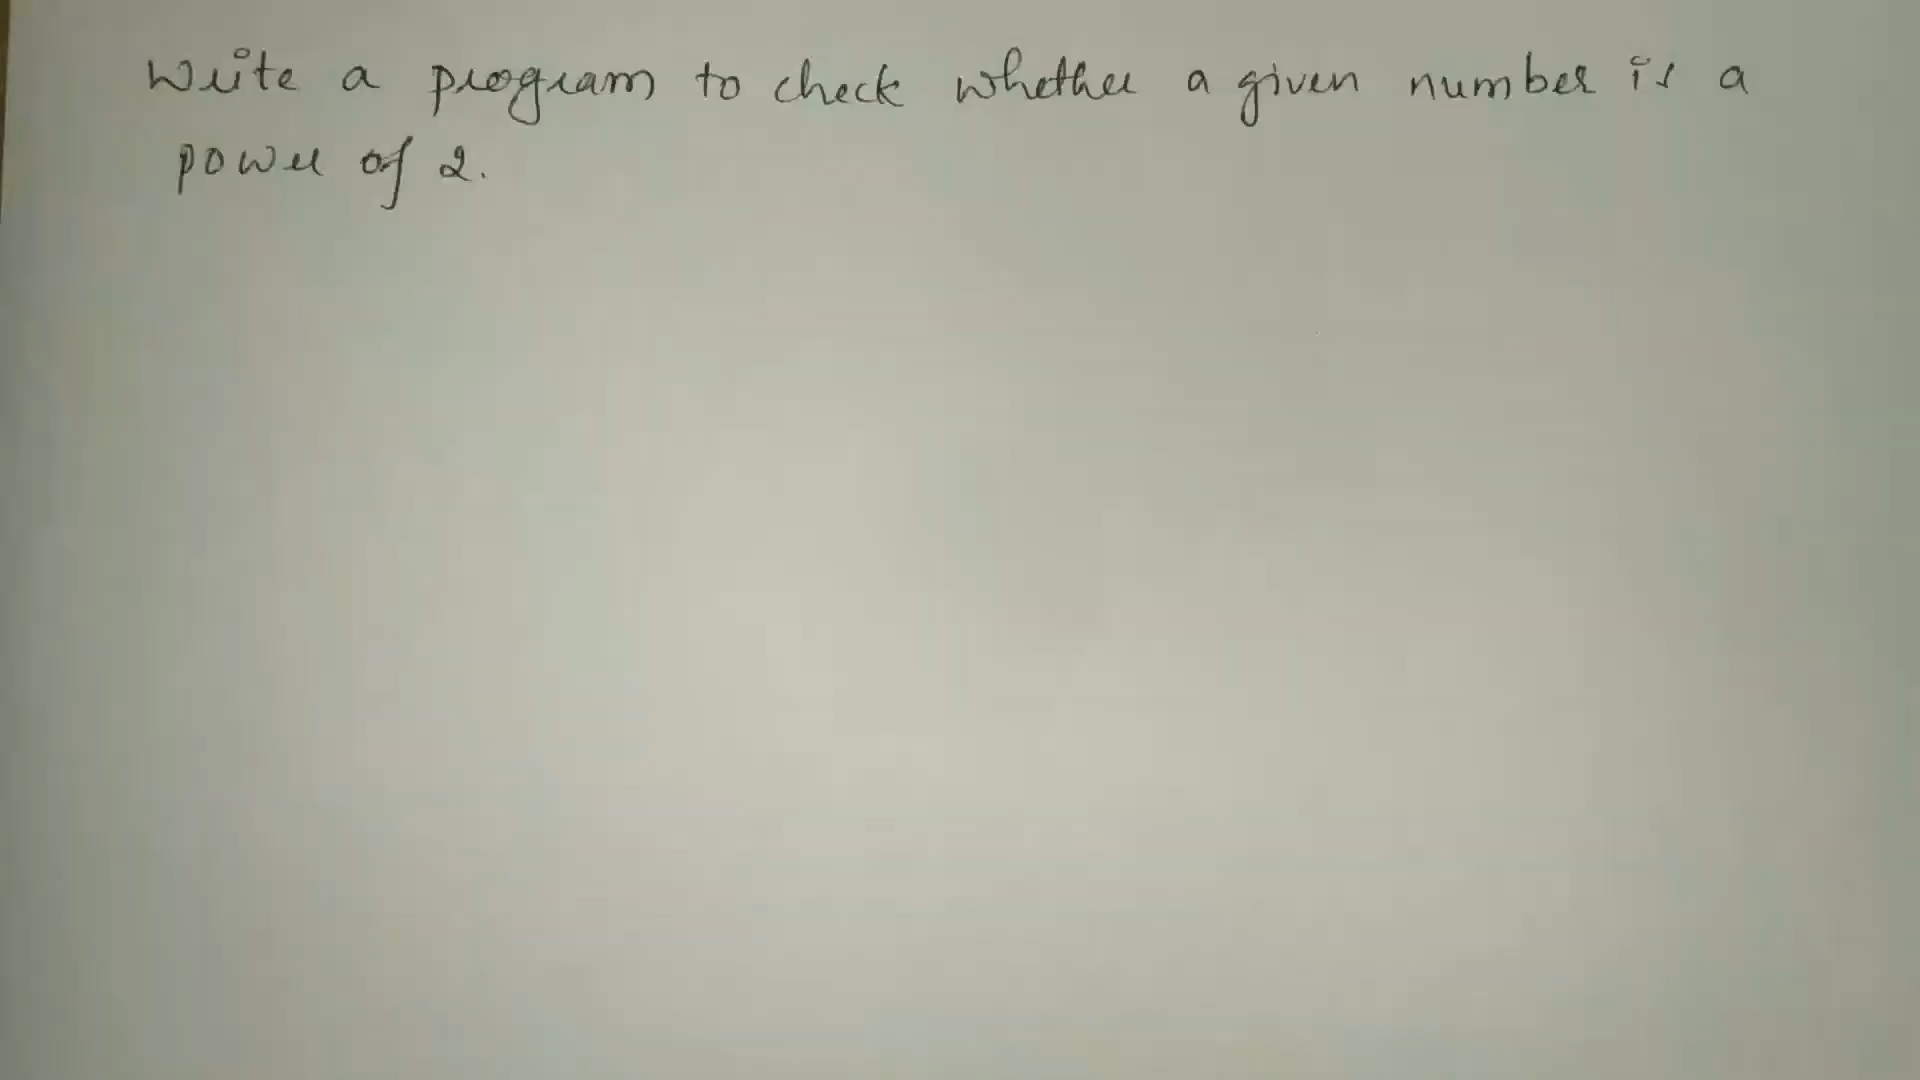 Write a program to check whether a given number is a
power of 2.